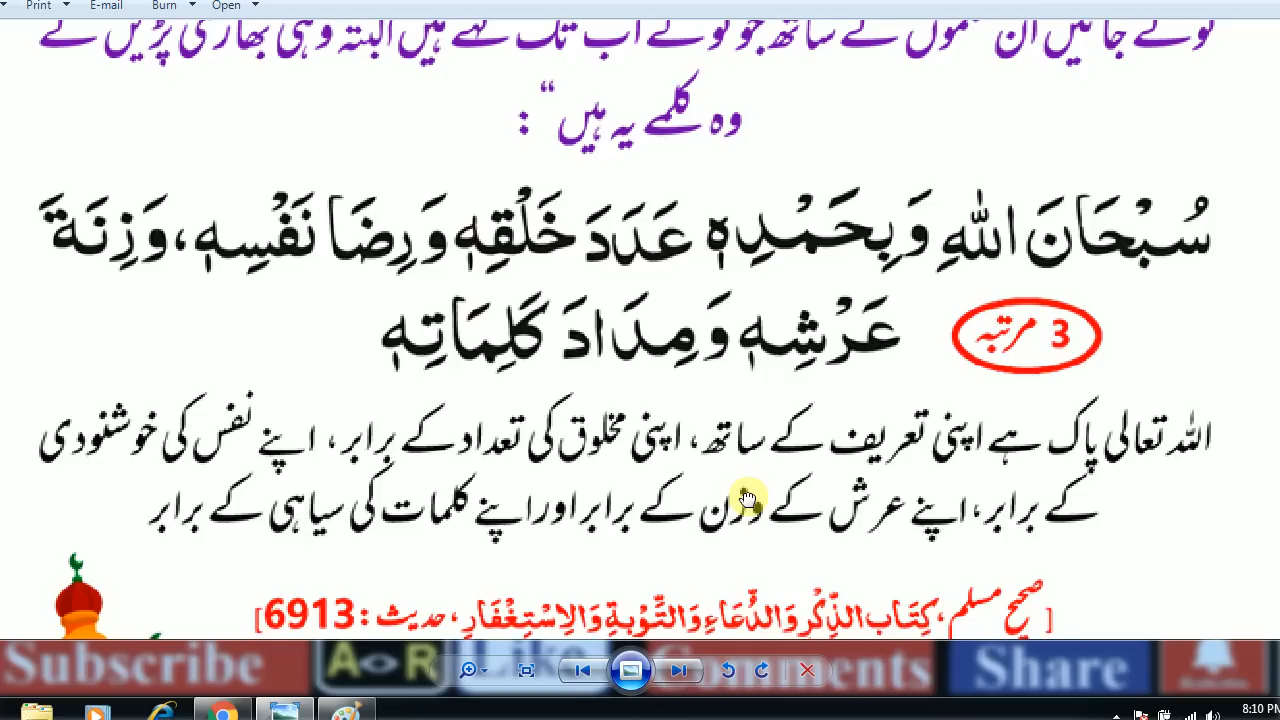 Print E-mail Burn Open
تولے جائیں ان کلموں کے ساتھ جو تونے اب تک کہے ہیں البتہ وہی بھاری پڑیں گے
وہ کلمے یہ ہیں“ :
سُبْحَانَ اللّٰهِ وَبِحَمْدِهٖ عَدَدَ خَلْقِهٖ وَرِضَا نَفْسِهٖ، وَزِنَةَ
عَرْشِهٖ وَمِدَادَ كَلِمَاتِهٖ
3 مرتبہ
اللہ تعالی پاک ہے اپنی تعریف کے ساتھ، اپنی مخلوق کی تعداد کے برابر، اپنے نفس کی خوشنودی
کے برابر، اپنے عرش کے وزن کے برابر اور اپنے کلمات کی سیاہی کے برابر
[صحیح مسلم، كِتَاب الذِّكْرِ وَالدُّعَاءِ وَالتَّوْبَةِ وَالِاسْتِغْفَارِ، حدیث : 6913]
Subscribe A R Like Comments Share
8:10 PM